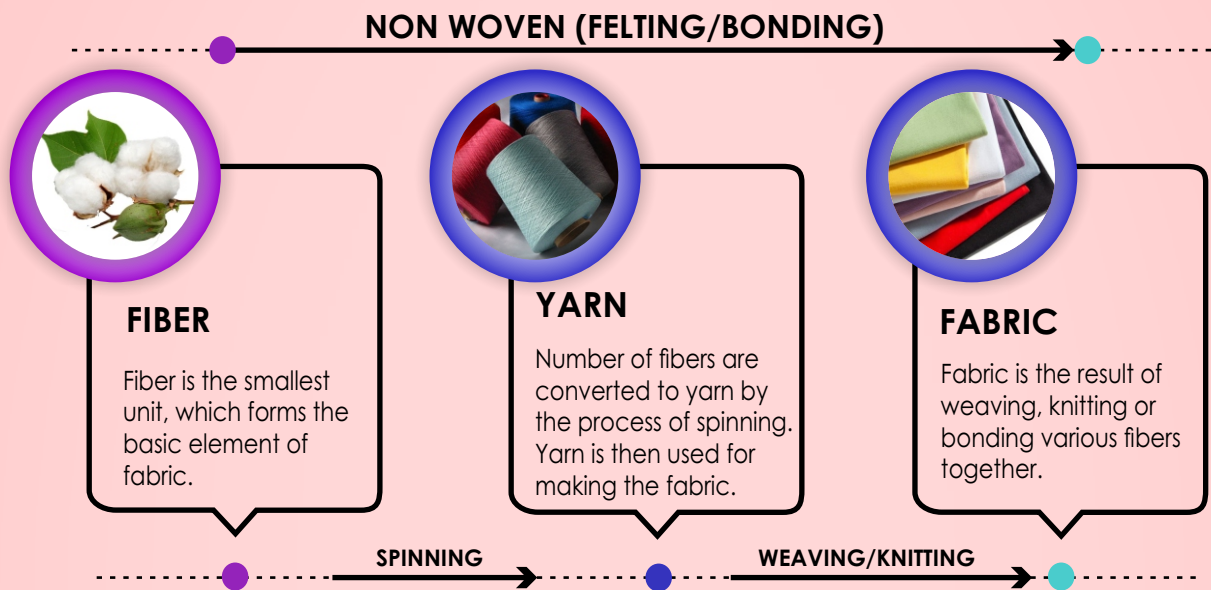 NON WOVEN (FELTING/BONDING)
FIBER
Fiber is the smallest
unit, which forms the
basic element of
fabric.
YARN
Number of fibers are
converted to yarn by
the process of spinning.
Yarn is then used for
making the fabric.
FABRIC
Fabric is the result of
weaving, knitting or
bonding various fibers
together.
SPINNING
WEAVING/KNITTING